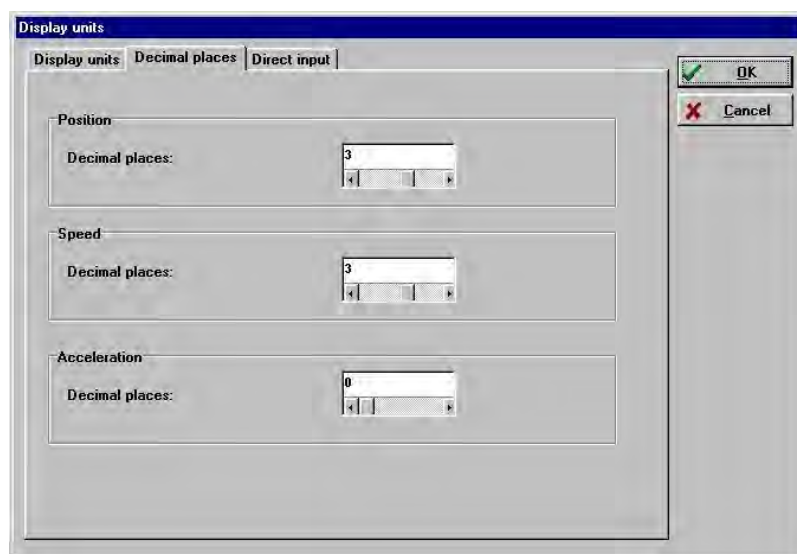 Display units
Display units Decimal places Direct input
OK
Cancel
Position
Decimal places:
3
Speed
Decimal places:
3
Acceleration
Decimal places:
0